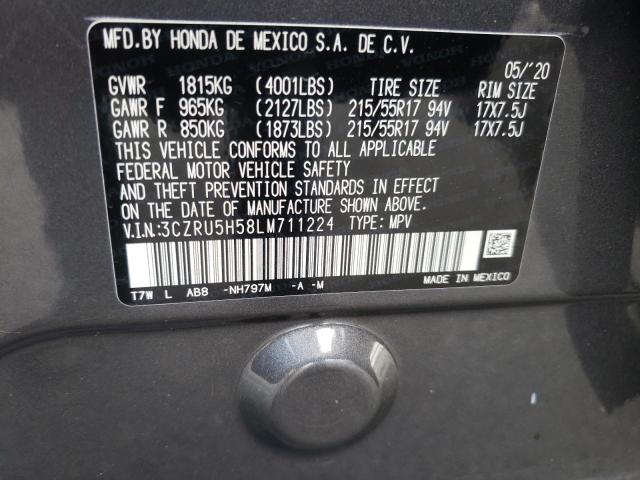 MFD.BY HONDA DE MEXICO S.A. DE C.V.
05/'20
GVWR 1815KG (4001LBS) TIRE SIZE RIM SIZE
GAWR F 965KG (2127LBS) 215/55R17 94V 17X7.5J
GAWR R 850KG (1873LBS) 215/55R17 94V 17X7.5J
THIS VEHICLE CONFORMS TO ALL APPLICABLE
FEDERAL MOTOR VEHICLE SAFETY
AND THEFT PREVENTION STANDARDS IN EFFECT
ON THE DATE OF MANUFACTURE SHOWN ABOVE.
V.I.N:3CZRU5H58LM711224 TYPE: MPV
T7W L AB8 -NH797M -A -M
MADE IN MEXICO